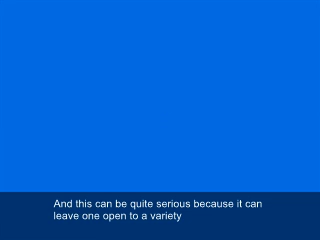 And this can be quite serious because it can
leave one open to a variety